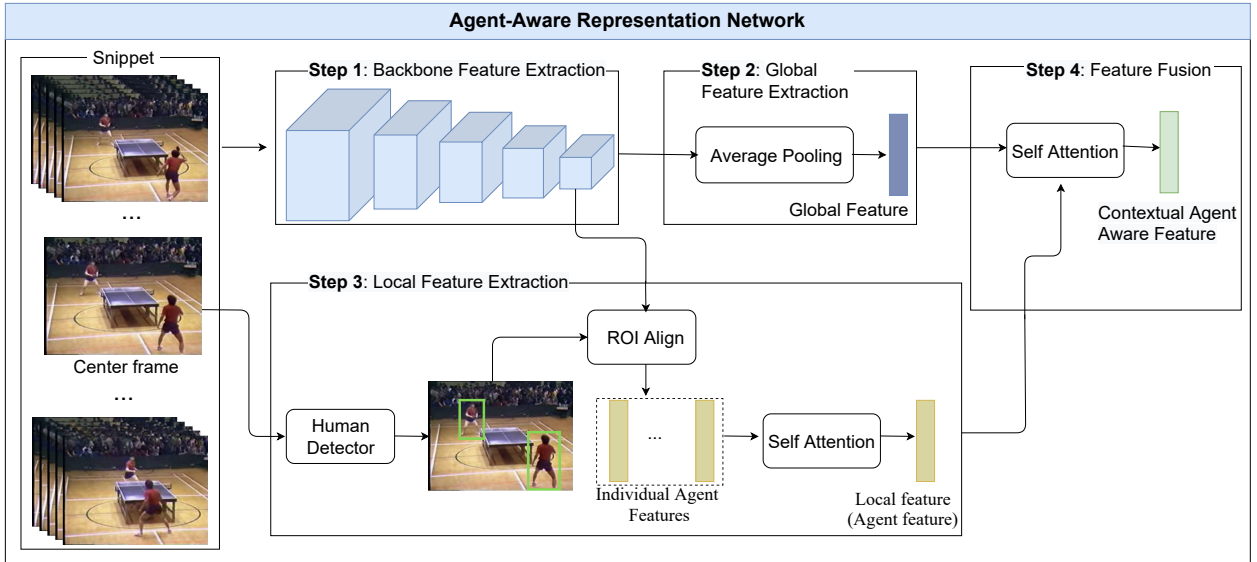 Agent-Aware Representation Network
Snippet
...
Center frame
...
Step 1: Backbone Feature Extraction
Step 2: Global
Feature Extraction
Average Pooling
Global Feature
Step 3: Local Feature Extraction
ROI Align
Human
Detector
...
Individual Agent
Features
Self Attention
Local feature
(Agent feature)
Step 4: Feature Fusion
Self Attention
Contextual Agent
Aware Feature